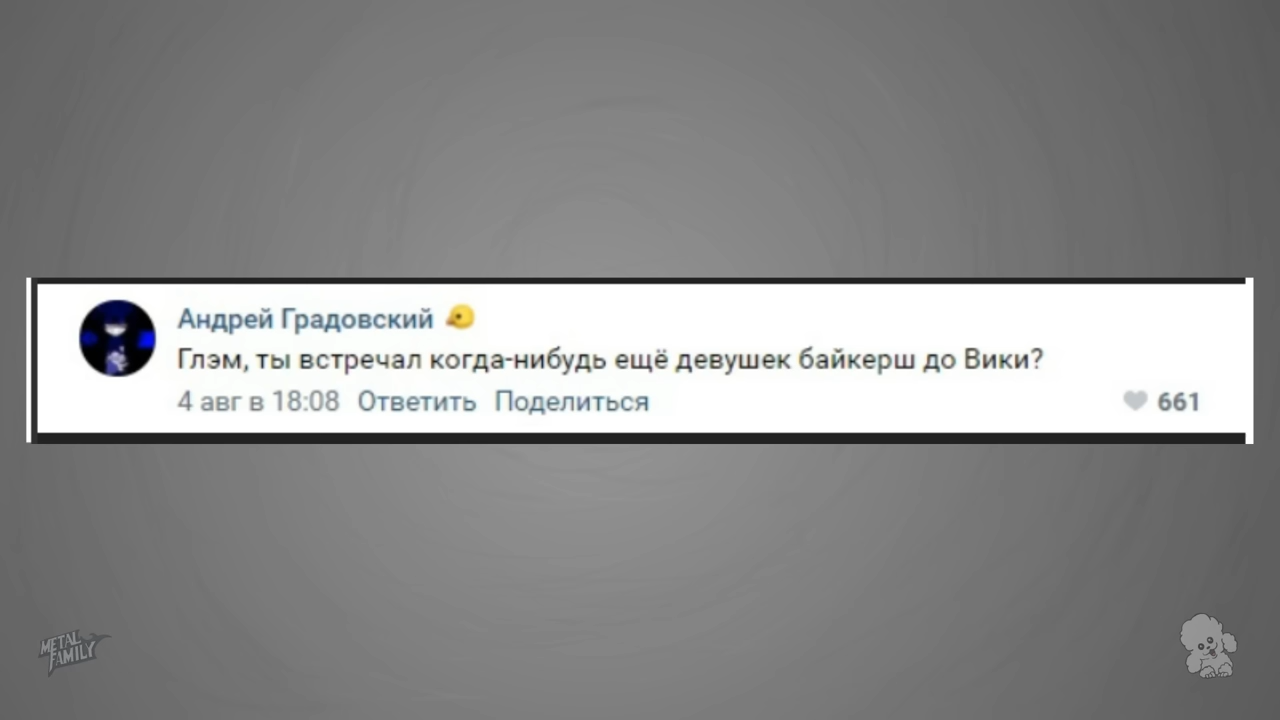 Андрей Градовский
Глэм, ты встречал когда-нибудь ещё девушек байкерш до Вики?
4 авг в 18:08 Ответить Поделиться 661
METAL
FAMILY